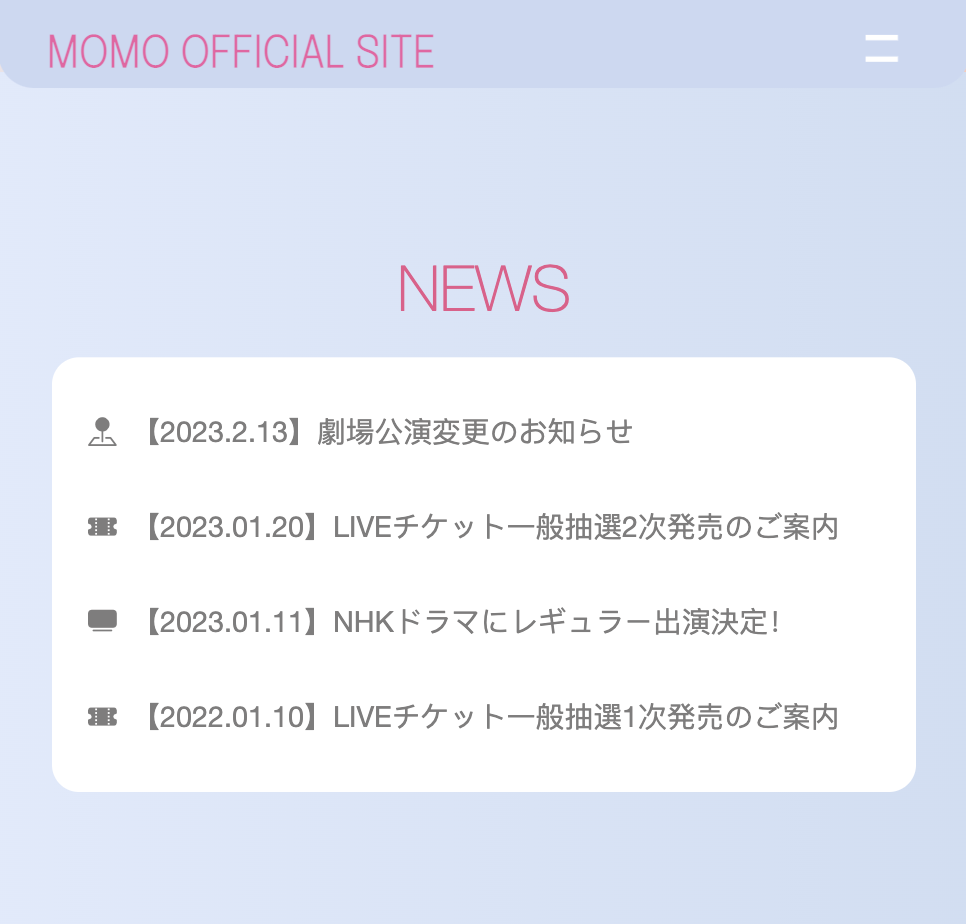 MOMO OFFICIAL SITE
NEWS
【2023.2.13】劇場公演変更のお知らせ
【2023.01.20】LIVEチケット一般抽選2次発売のご案内
【2023.01.11】NHKドラマにレギュラー出演決定!
【2022.01.10】LIVEチケット一般抽選1次発売のご案内